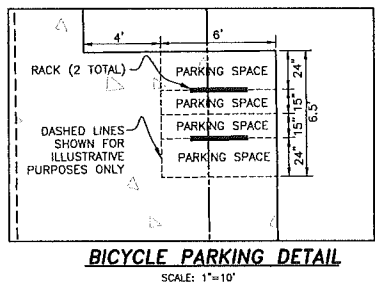 4' 6'
RACK (2 TOTAL)
PARKING SPACE
PARKING SPACE
PARKING SPACE
PARKING SPACE
24"
15"
15"
24"
6.5'
DASHED LINES
SHOWN FOR
ILLUSTRATIVE
PURPOSES ONLY
BICYCLE PARKING DETAIL
SCALE: 1"=10'